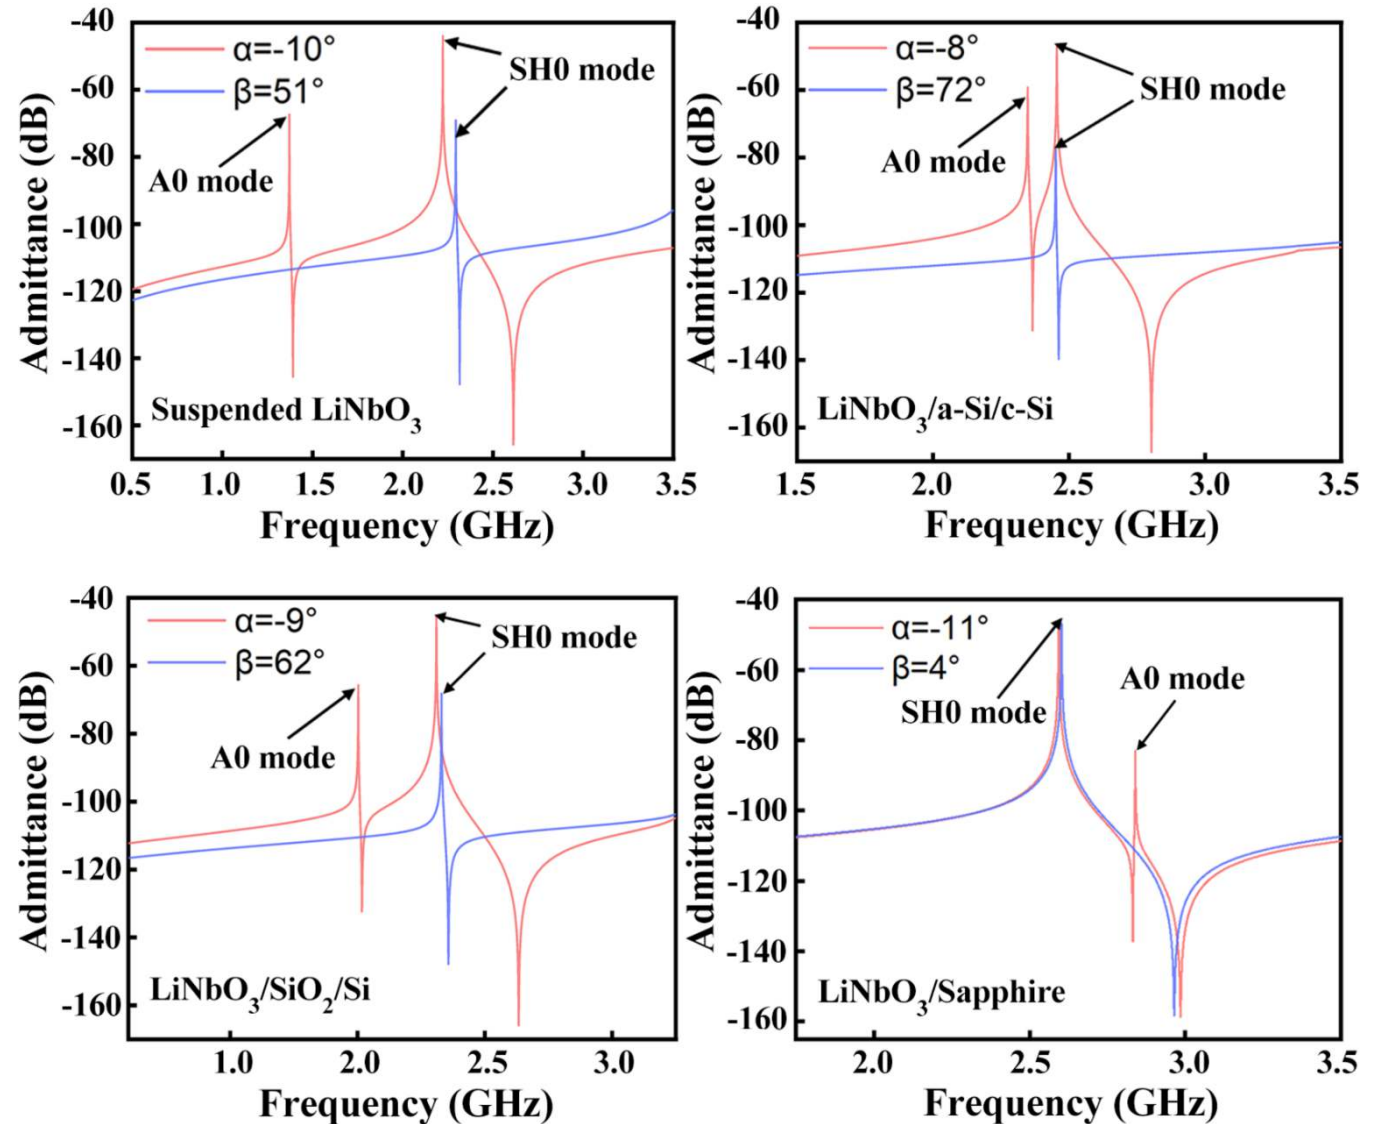 -40
-60
-80
-100
-120
-140
-160
Admittance (dB)
α=-10°
β=51°
SH0 mode
A0 mode
Suspended LiNbO₃
0.5 1.0 1.5 2.0 2.5 3.0 3.5
Frequency (GHz)
-40
-60
-80
-100
-120
-140
-160
Admittance (dB)
α=-8°
β=72°
SH0 mode
A0 mode
LiNbO₃/a-Si/c-Si
1.5 2.0 2.5 3.0 3.5
Frequency (GHz)
-40
-60
-80
-100
-120
-140
-160
Admittance (dB)
α=-9°
β=62°
SH0 mode
A0 mode
LiNbO₃/SiO₂/Si
1.0 2.0 2.5 3.0
Frequency (GHz)
-40
-60
-80
-100
-120
-140
-160
Admittance (dB)
α=-11°
β=4°
A0 mode
SH0 mode
LiNbO₃/Sapphire
2.0 2.5 3.0 3.5
Frequency (GHz)